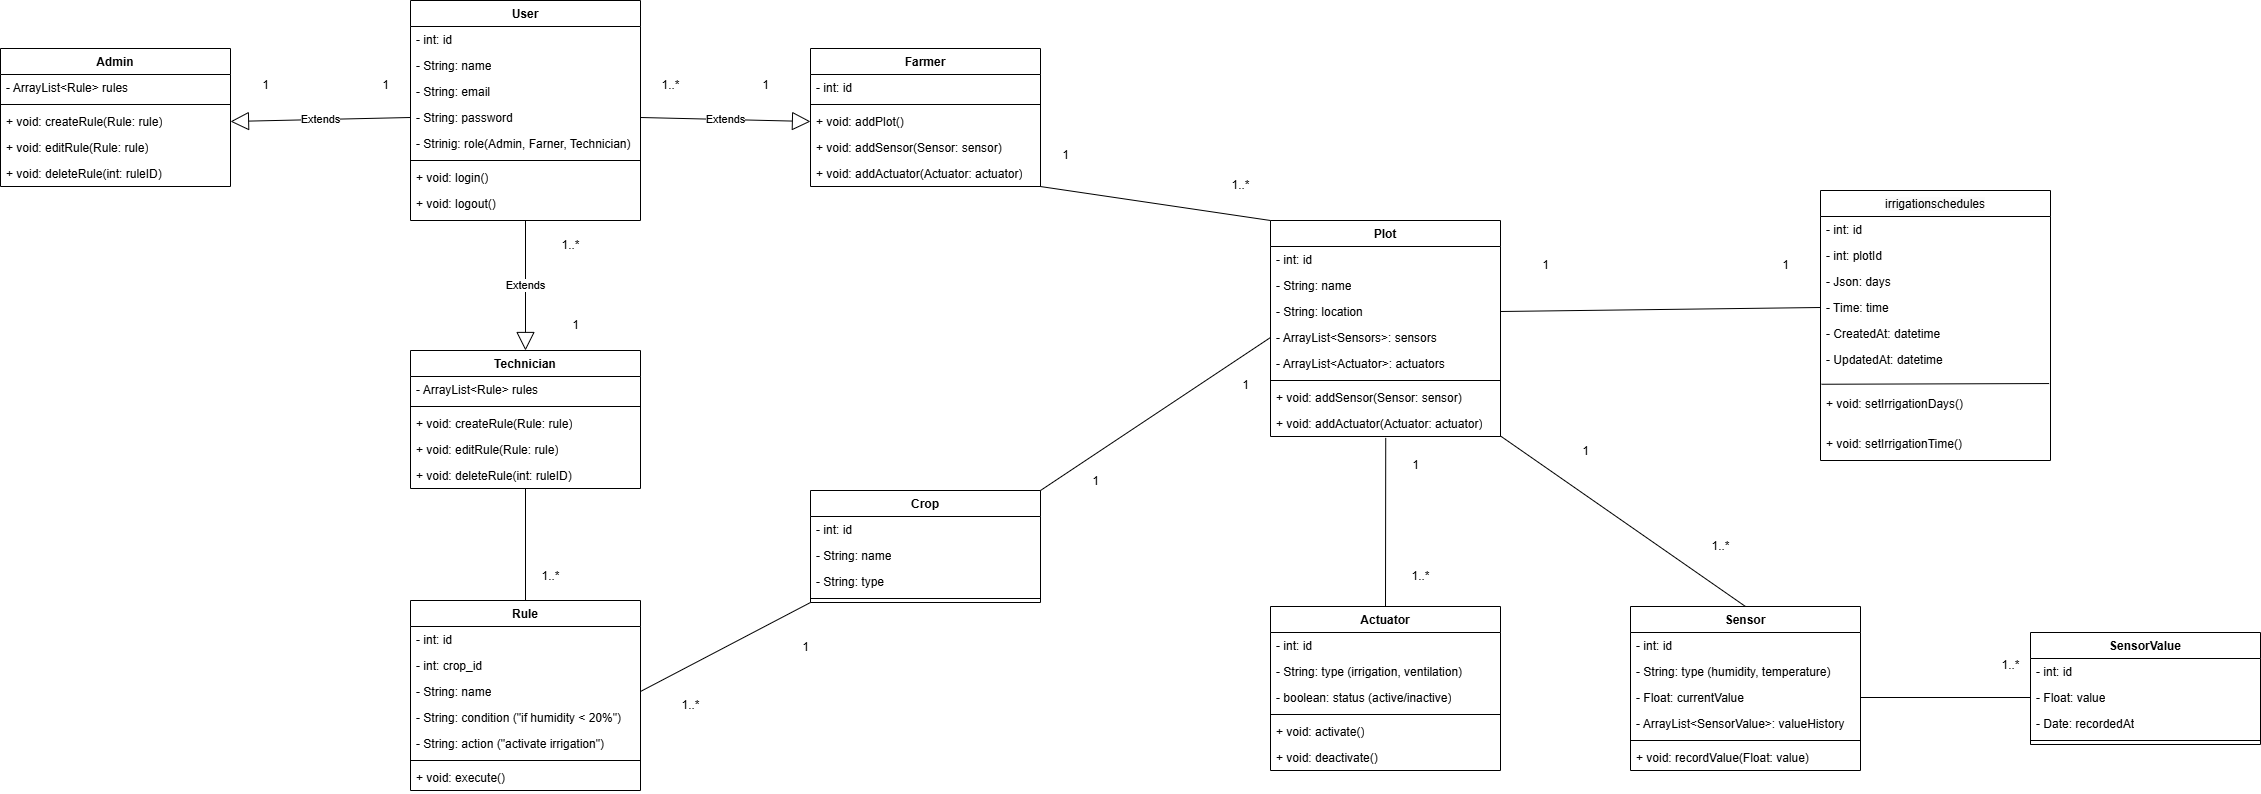 User
- int: id
- String: name
- String: email
- String: password
- Strinig: role(Admin, Farner, Technician)
+ void: login()
+ void: logout()
Admin
- ArrayList<Rule> rules
+ void: createRule(Rule: rule)
+ void: editRule(Rule: rule)
+ void: deleteRule(int: ruleID)
1
1
Extends
1..*
1
Extends
Farmer
- int: id
+ void: addPlot()
+ void: addSensor(Sensor: sensor)
+ void: addActuator(Actuator: actuator)
1
1..*
1..*
Extends
1
Technician
- ArrayList<Rule> rules
+ void: createRule(Rule: rule)
+ void: editRule(Rule: rule)
+ void: deleteRule(int: ruleID)
1..*
Rule
- int: id
- int: crop_id
- String: name
- String: condition ("if humidity < 20%")
- String: action ("activate irrigation")
+ void: execute()
1..*
1
Crop
- int: id
- String: name
- String: type
1
1
Plot
- int: id
- String: name
- String: location
- ArrayList<Sensors>: sensors
- ArrayList<Actuator>: actuators
+ void: addSensor(Sensor: sensor)
+ void: addActuator(Actuator: actuator)
1
1
irrigationschedules
- int: id
- int: plotId
- Json: days
- Time: time
- CreatedAt: datetime
- UpdatedAt: datetime
+ void: setIrrigationDays()
+ void: setIrrigationTime()
1
1..*
Actuator
- int: id
- String: type (irrigation, ventilation)
- boolean: status (active/inactive)
+ void: activate()
+ void: deactivate()
1
1..*
Sensor
- int: id
- String: type (humidity, temperature)
- Float: currentValue
- ArrayList<SensorValue>: valueHistory
+ void: recordValue(Float: value)
1..*
SensorValue
- int: id
- Float: value
- Date: recordedAt